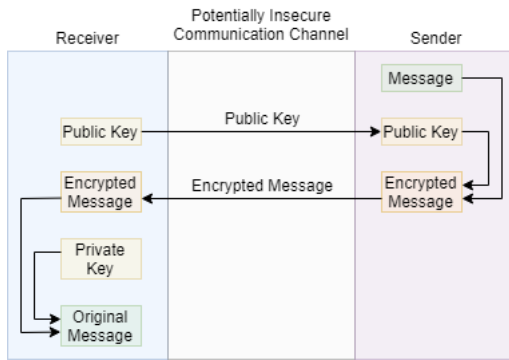 Potentially Insecure
Receiver Communication Channel Sender
Message
Public Key Public Key Public Key
Encrypted Message Encrypted Message Encrypted Message
Private Key
Original Message